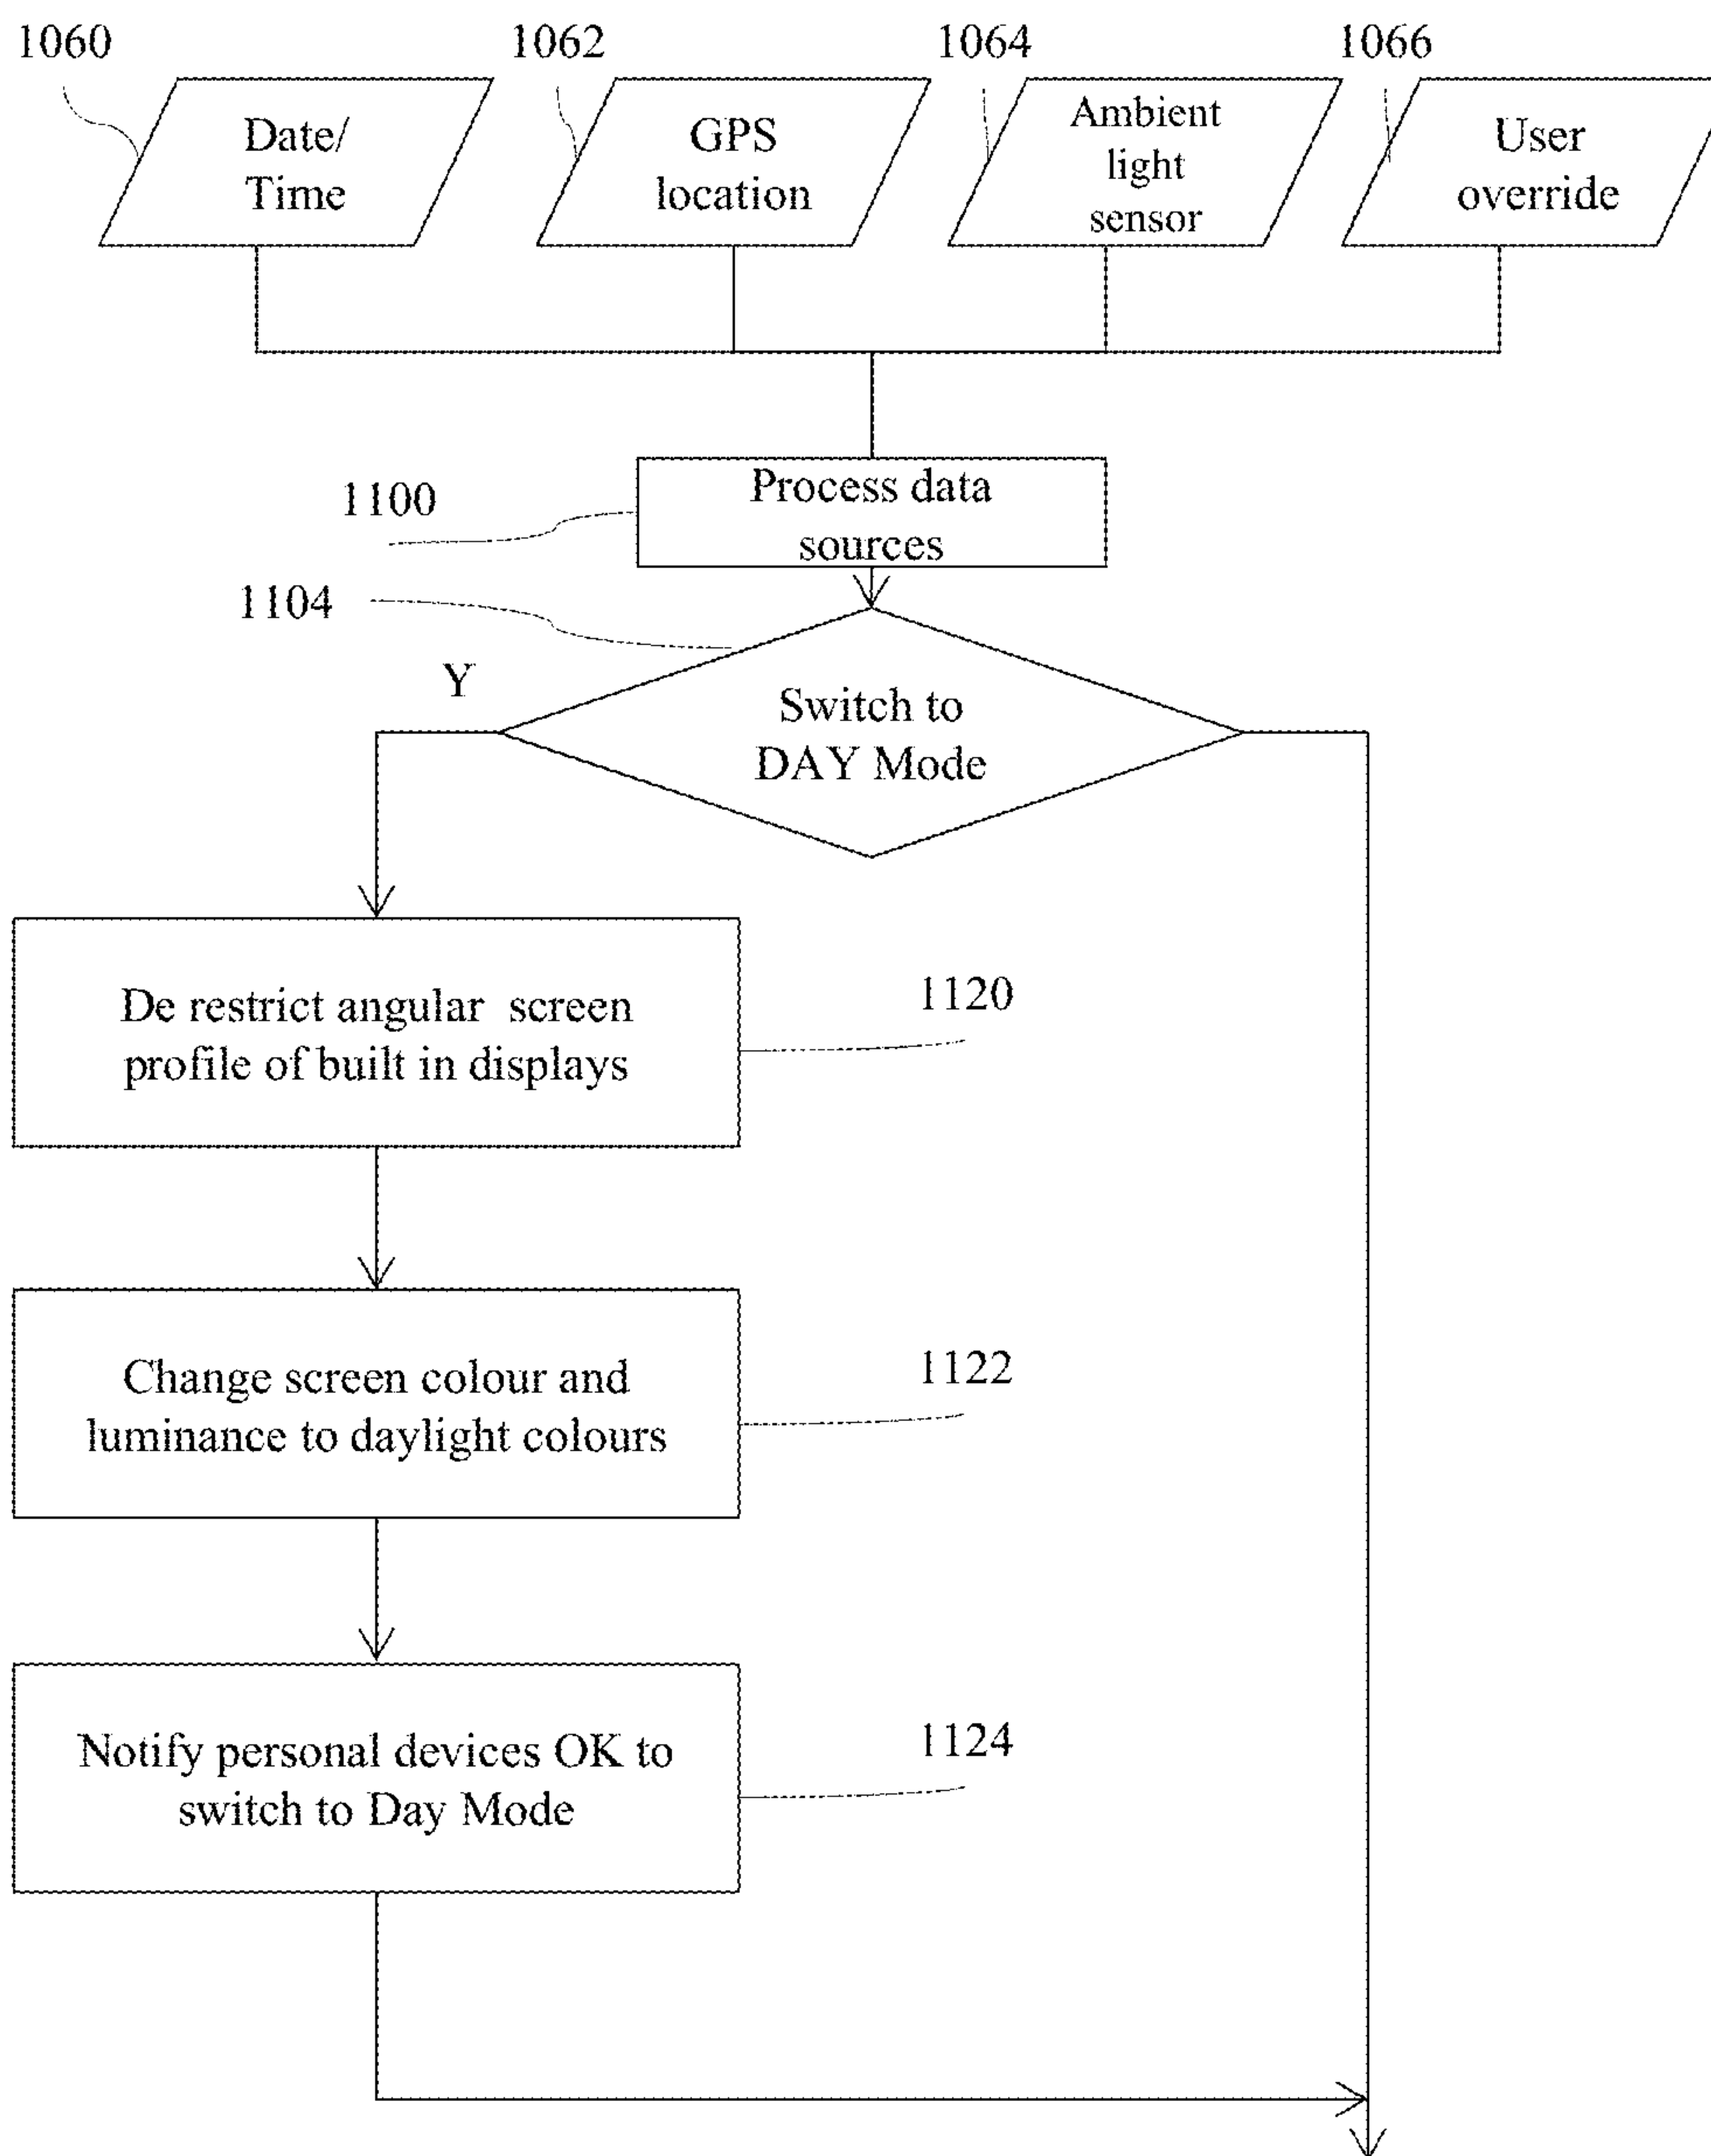 1060
1062
1064
1066
Date/
Time
GPS
location
Ambient
light
sensor
User
override
1100
Process data
sources
1104
Y
Switch to
DAY Mode
De restrict angular screen
profile of built in displays
1120
Change screen colour and
luminance to daylight colours
1122
Notify personal devices OK to
switch to Day Mode
1124